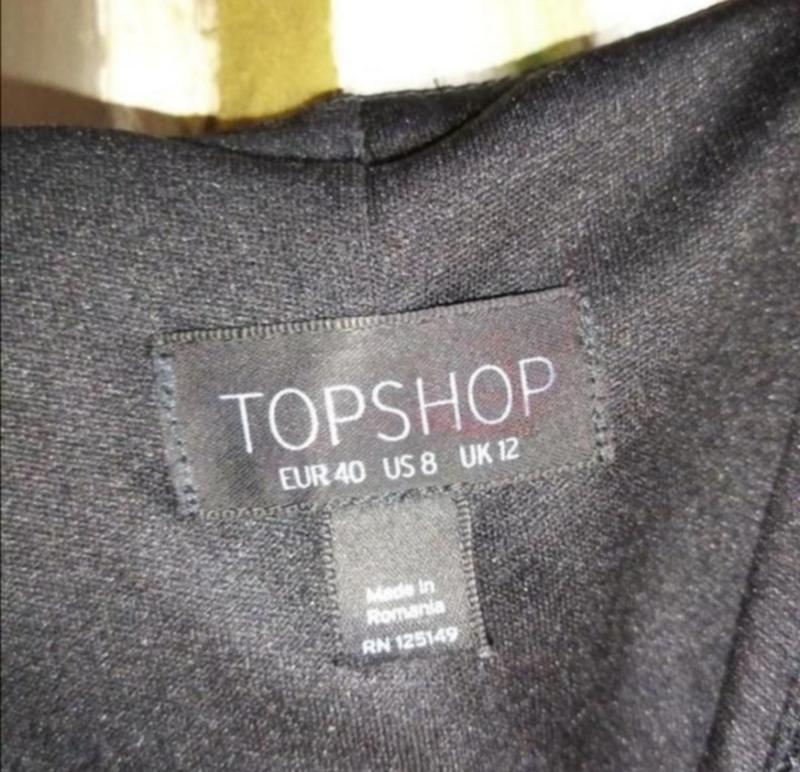 TOPSHOP
EUR 40 US 8 UK 12
Made in
Romania
RN 125149